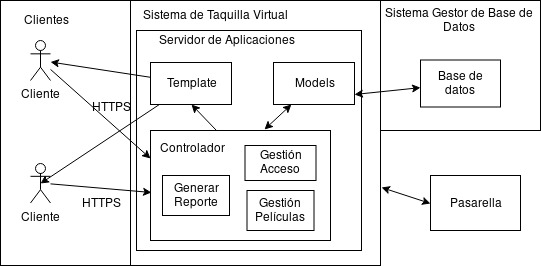 Clientes
Sistema de Taquilla Virtual
Sistema Gestor de Base de
Datos
Servidor de Aplicaciones
Cliente
HTTPS
Template
Models
Base de
datos
Controlador
Gestión
Acceso
Generar
Reporte
Gestión
Películas
Cliente
HTTPS
Pasarella